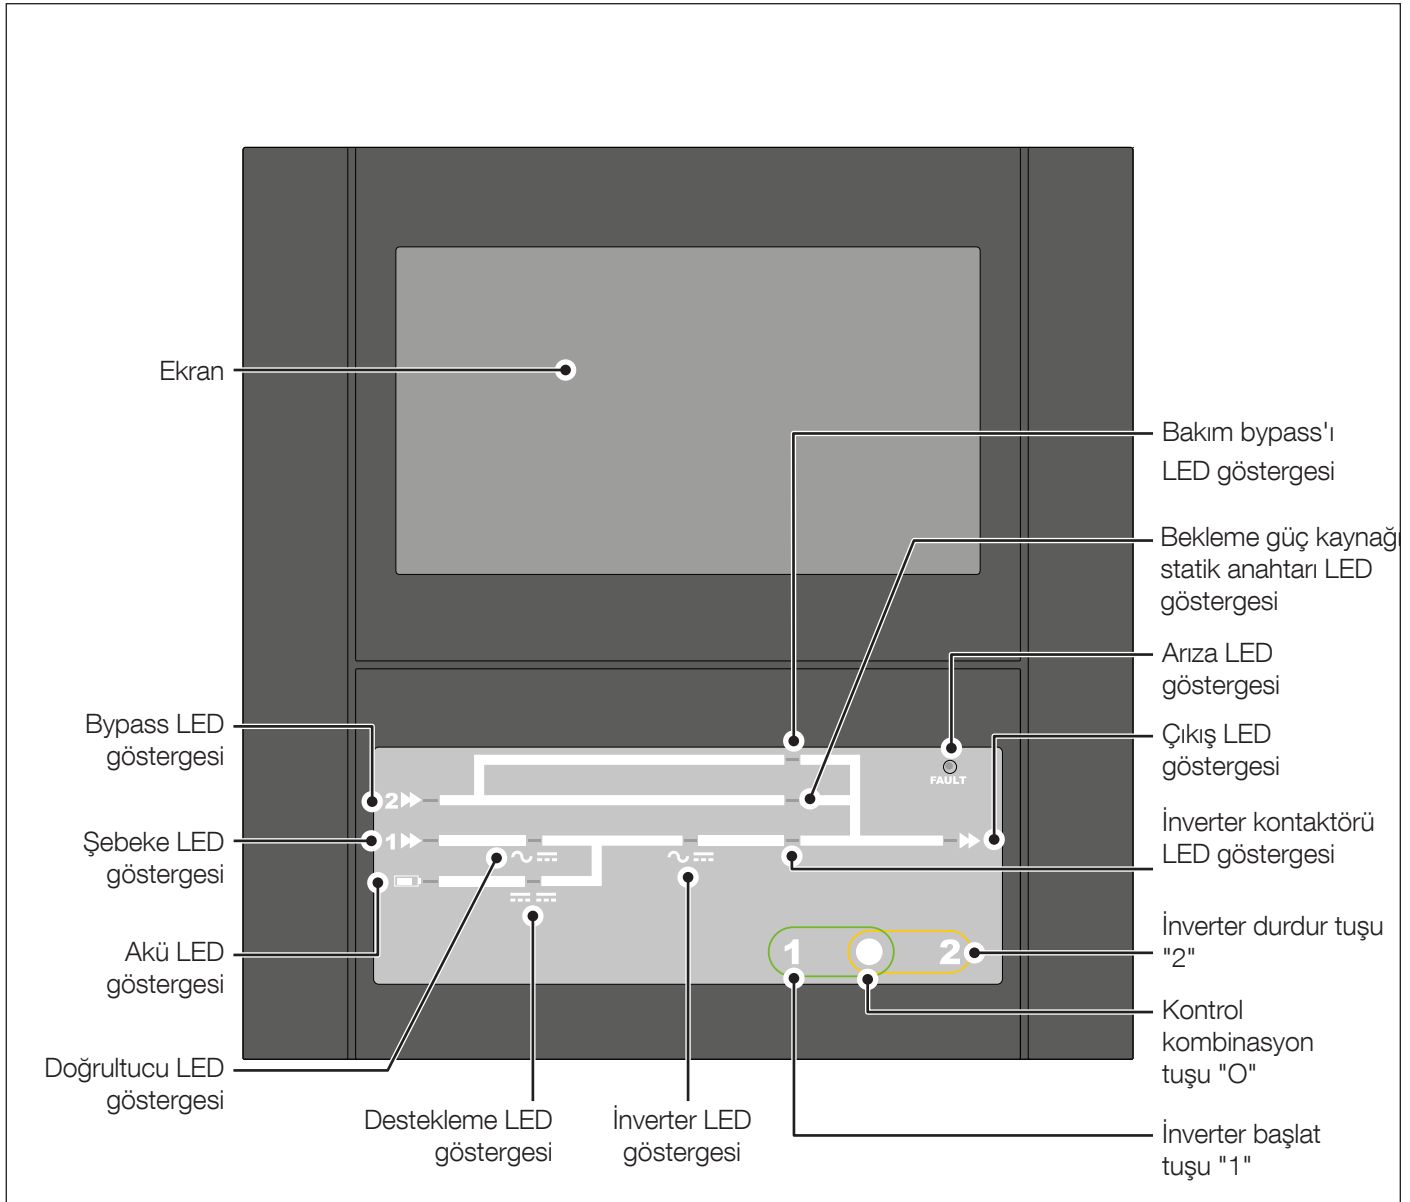 Ekran
Bakım bypass'ı
LED göstergesi
Bekleme güç kaynağı
statik anahtarı LED
göstergesi
Arıza LED
göstergesi
Bypass LED
göstergesi
Çıkış LED
göstergesi
FAULT
2
Şebeke LED
göstergesi
1
İnverter kontaktörü
LED göstergesi
Akü LED
göstergesi
1
2
İnverter durdur tuşu
"2"
Kontrol
kombinasyon
tuşu "O"
Doğrultucu LED
göstergesi
Destekleme LED
göstergesi
İnverter LED
göstergesi
İnverter başlat
tuşu "1"